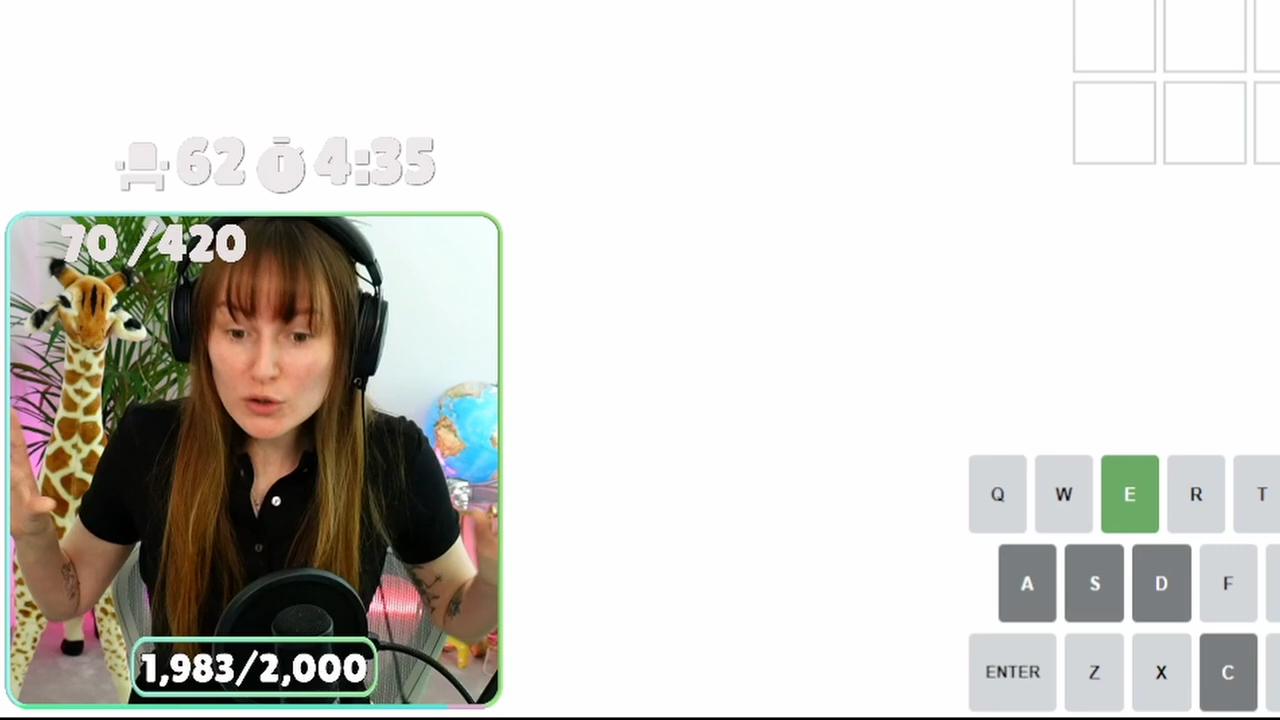 62 4:35
70 /420
1,983/2,000
Q W E R T
A S D F
ENTER Z X C